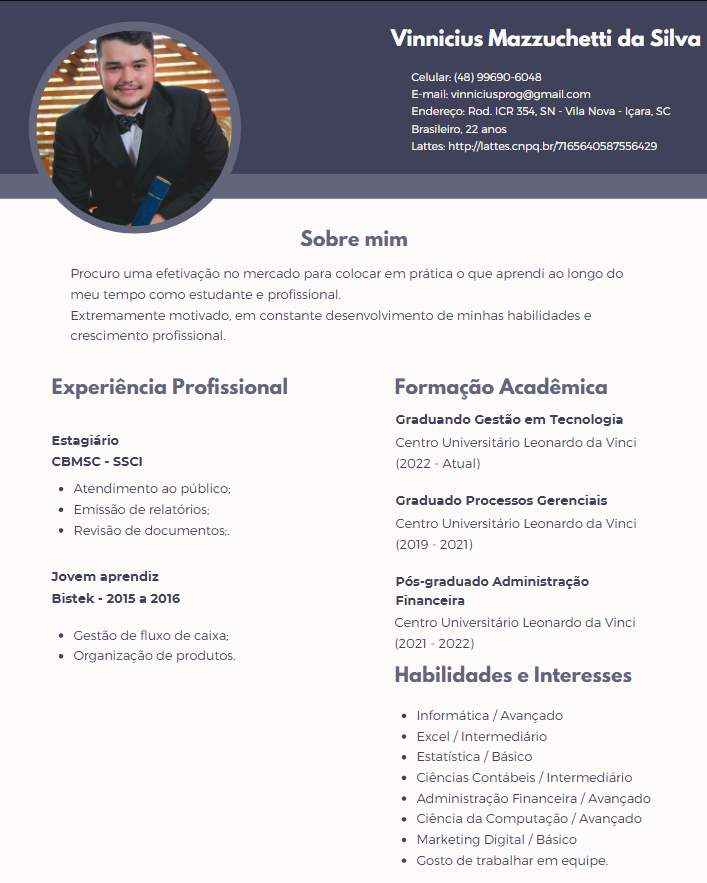 Vinnicius Mazzuchetti da Silva
Celular: (48) 99690-6048
E-mail: vinniciusprog@gmail.com
Endereço: Rod. ICR 354, SN - Vila Nova - Içara, SC
Brasileiro, 22 anos
Lattes: http://lattes.cnpq.br/7165640587556429
Sobre mim
Procuro uma efetivação no mercado para colocar em prática o que aprendi ao longo do
meu tempo como estudante e profissional.
Extremamente motivado, em constante desenvolvimento de minhas habilidades e
crescimento profissional.
Experiência Profissional
Estagiário
CBMSC - SSCI
• Atendimento ao público;
• Emissão de relatórios;
• Revisão de documentos;.
Jovem aprendiz
Bistek - 2015 a 2016
• Gestão de fluxo de caixa;
• Organização de produtos.
Formação Acadêmica
Graduando Gestão em Tecnologia
Centro Universitário Leonardo da Vinci
(2022 - Atual)
Graduado Processos Gerenciais
Centro Universitário Leonardo da Vinci
(2019 - 2021)
Pós-graduado Administração
Financeira
Centro Universitário Leonardo da Vinci
(2021 - 2022)
Habilidades e Interesses
• Informática / Avançado
• Excel / Intermediário
• Estatística / Básico
• Ciências Contábeis / Intermediário
• Administração Financeira / Avançado
• Ciência da Computação / Avançado
• Marketing Digital / Básico
• Gosto de trabalhar em equipe.